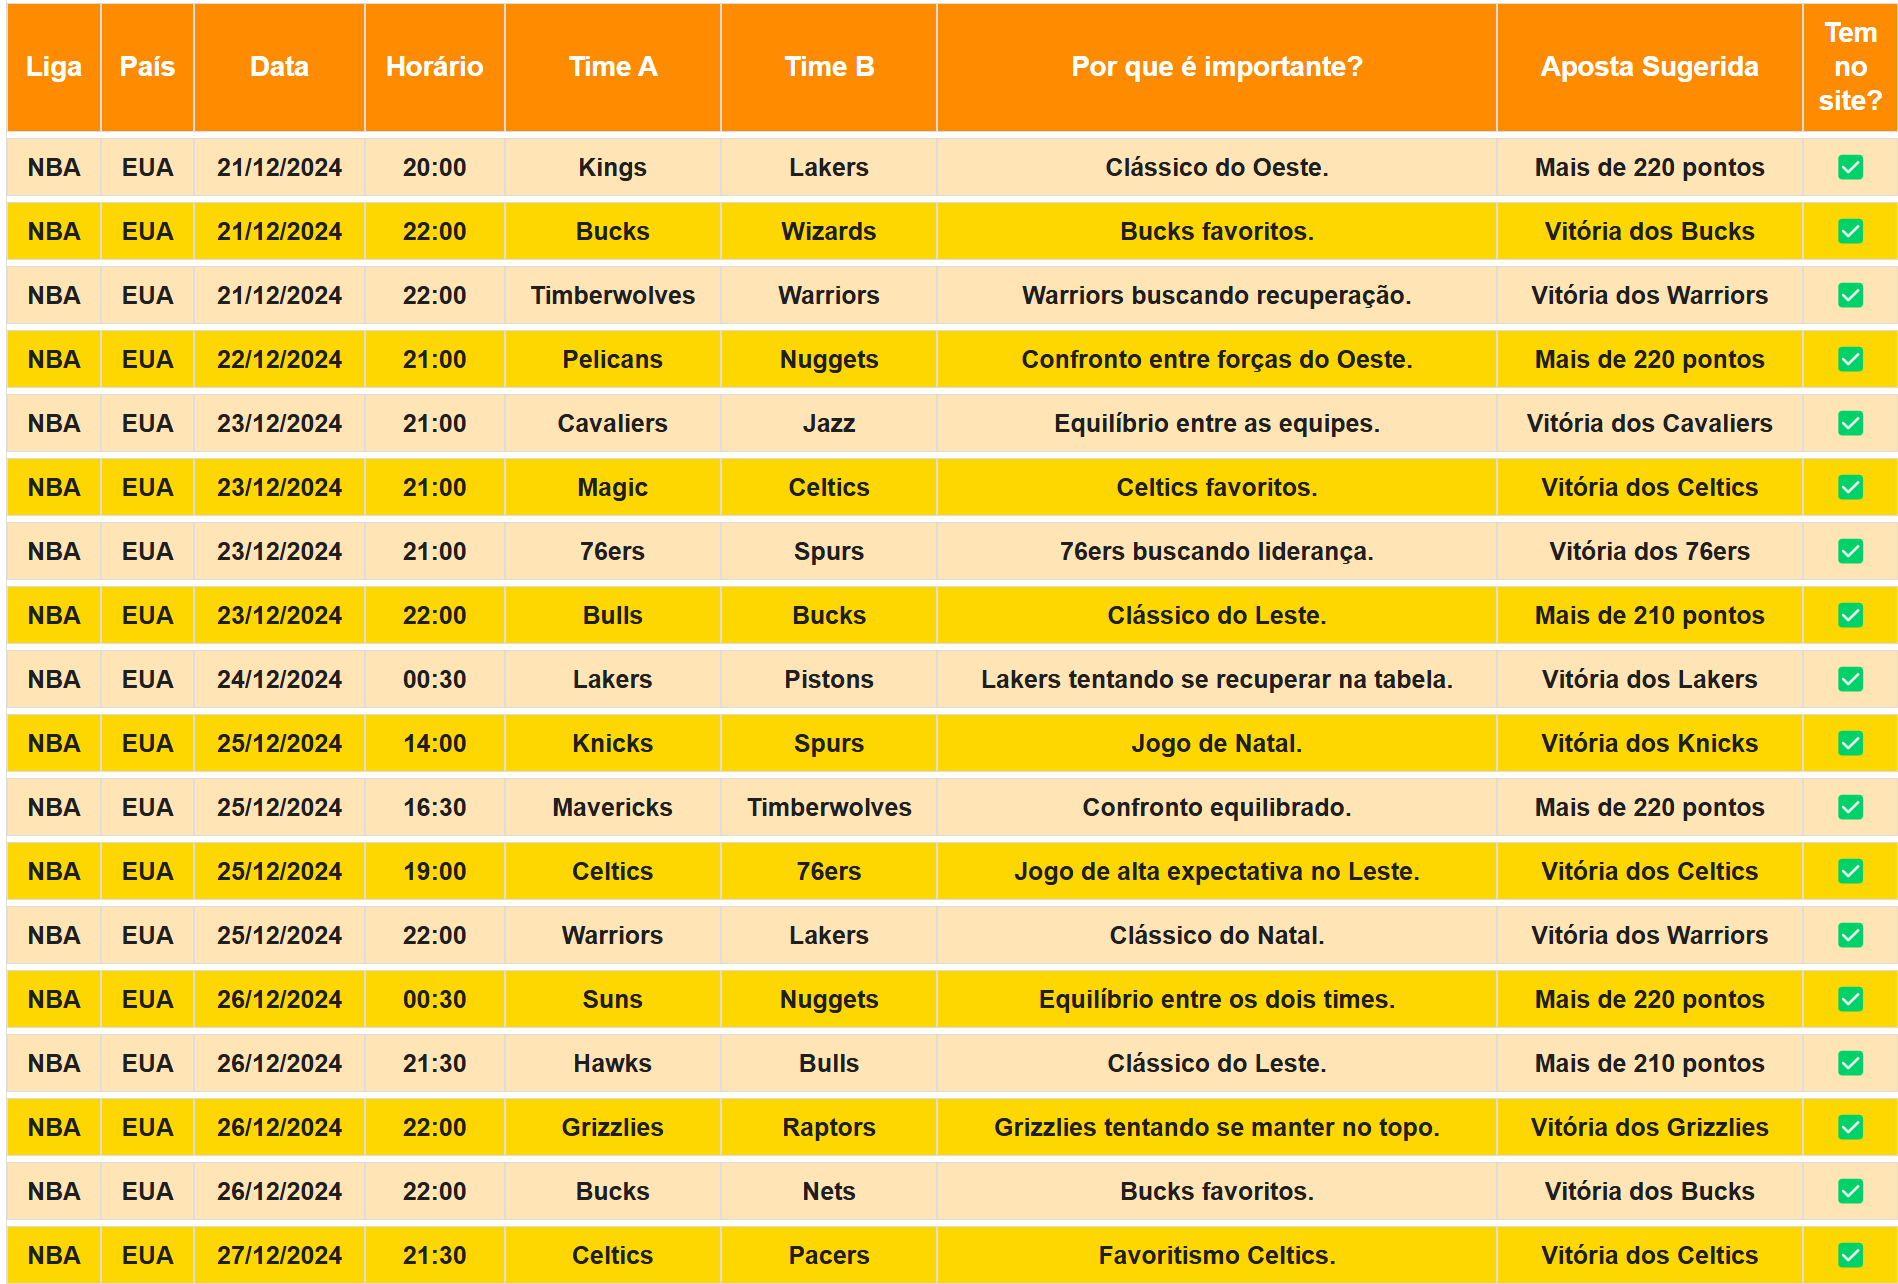 Liga País Data Horário Time A Time B Por que é importante? Aposta Sugerida Tem no site?
NBA EUA 21/12/2024 20:00 Kings Lakers Clássico do Oeste. Mais de 220 pontos ✅
NBA EUA 21/12/2024 22:00 Bucks Wizards Bucks favoritos. Vitória dos Bucks ✅
NBA EUA 21/12/2024 22:00 Timberwolves Warriors Warriors buscando recuperação. Vitória dos Warriors ✅
NBA EUA 22/12/2024 21:00 Pelicans Nuggets Confronto entre forças do Oeste. Mais de 220 pontos ✅
NBA EUA 23/12/2024 21:00 Cavaliers Jazz Equilíbrio entre as equipes. Vitória dos Cavaliers ✅
NBA EUA 23/12/2024 21:00 Magic Celtics Celtics favoritos. Vitória dos Celtics ✅
NBA EUA 23/12/2024 21:00 76ers Spurs 76ers buscando liderança. Vitória dos 76ers ✅
NBA EUA 23/12/2024 22:00 Bulls Bucks Clássico do Leste. Mais de 210 pontos ✅
NBA EUA 24/12/2024 00:30 Lakers Pistons Lakers tentando se recuperar na tabela. Vitória dos Lakers ✅
NBA EUA 25/12/2024 14:00 Knicks Spurs Jogo de Natal. Vitória dos Knicks ✅
NBA EUA 25/12/2024 16:30 Mavericks Timberwolves Confronto equilibrado. Mais de 220 pontos ✅
NBA EUA 25/12/2024 19:00 Celtics 76ers Jogo de alta expectativa no Leste. Vitória dos Celtics ✅
NBA EUA 25/12/2024 22:00 Warriors Lakers Clássico do Natal. Vitória dos Warriors ✅
NBA EUA 26/12/2024 00:30 Suns Nuggets Equilíbrio entre os dois times. Mais de 220 pontos ✅
NBA EUA 26/12/2024 21:30 Hawks Bulls Clássico do Leste. Mais de 210 pontos ✅
NBA EUA 26/12/2024 22:00 Grizzlies Raptors Grizzlies tentando se manter no topo. Vitória dos Grizzlies ✅
NBA EUA 26/12/2024 22:00 Bucks Nets Bucks favoritos. Vitória dos Bucks ✅
NBA EUA 27/12/2024 21:30 Celtics Pacers Favoritismo Celtics. Vitória dos Celtics ✅